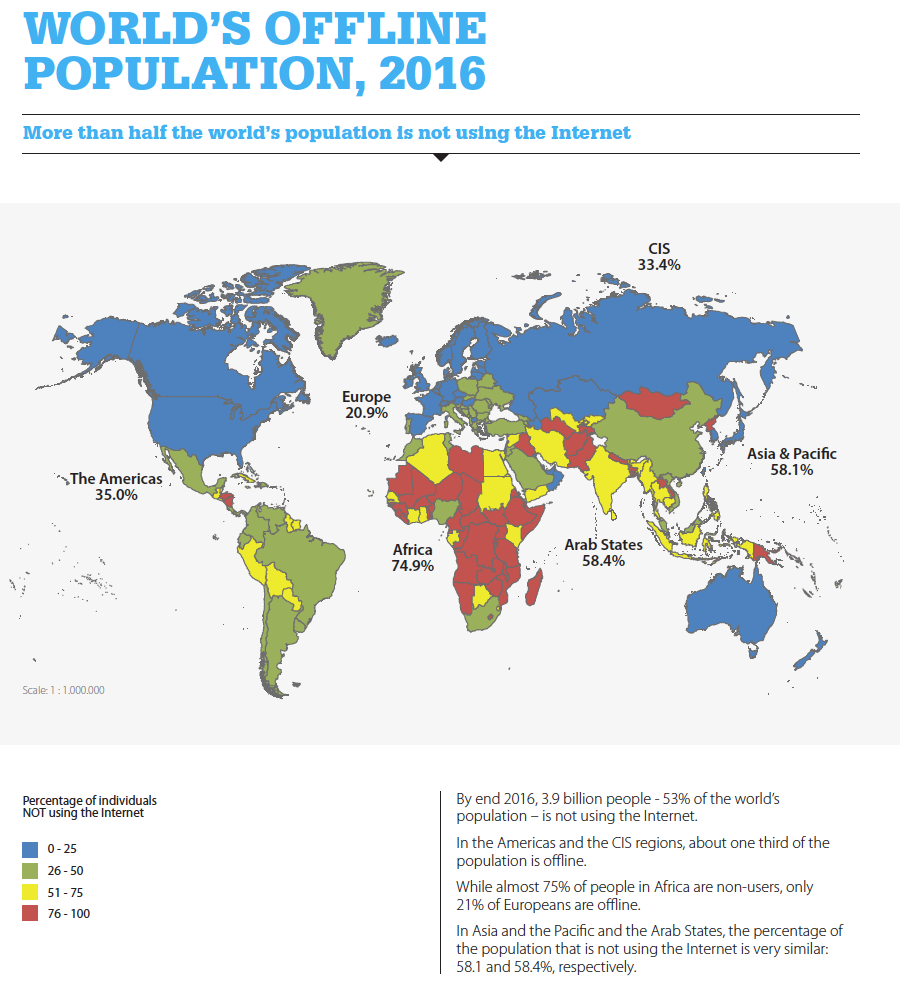 WORLD'S OFFLINE
POPULATION, 2016
More than half the world's population is not using the Internet
CIS
33.4%
Europe
20.9%
The Americas
35.0%
Asia & Pacific
58.1%
Africa
74.9%
Arab States
58.4%
Scale: 1 : 1.000.000
Percentage of individuals
NOT using the Internet
0 - 25
26 - 50
51 - 75
76 - 100
By end 2016, 3.9 billion people - 53% of the world's
population – is not using the Internet.
In the Americas and the CIS regions, about one third of the
population is offline.
While almost 75% of people in Africa are non-users, only
21% of Europeans are offline.
In Asia and the Pacific and the Arab States, the percentage of
the population that is not using the Internet is very similar:
58.1 and 58.4%, respectively.